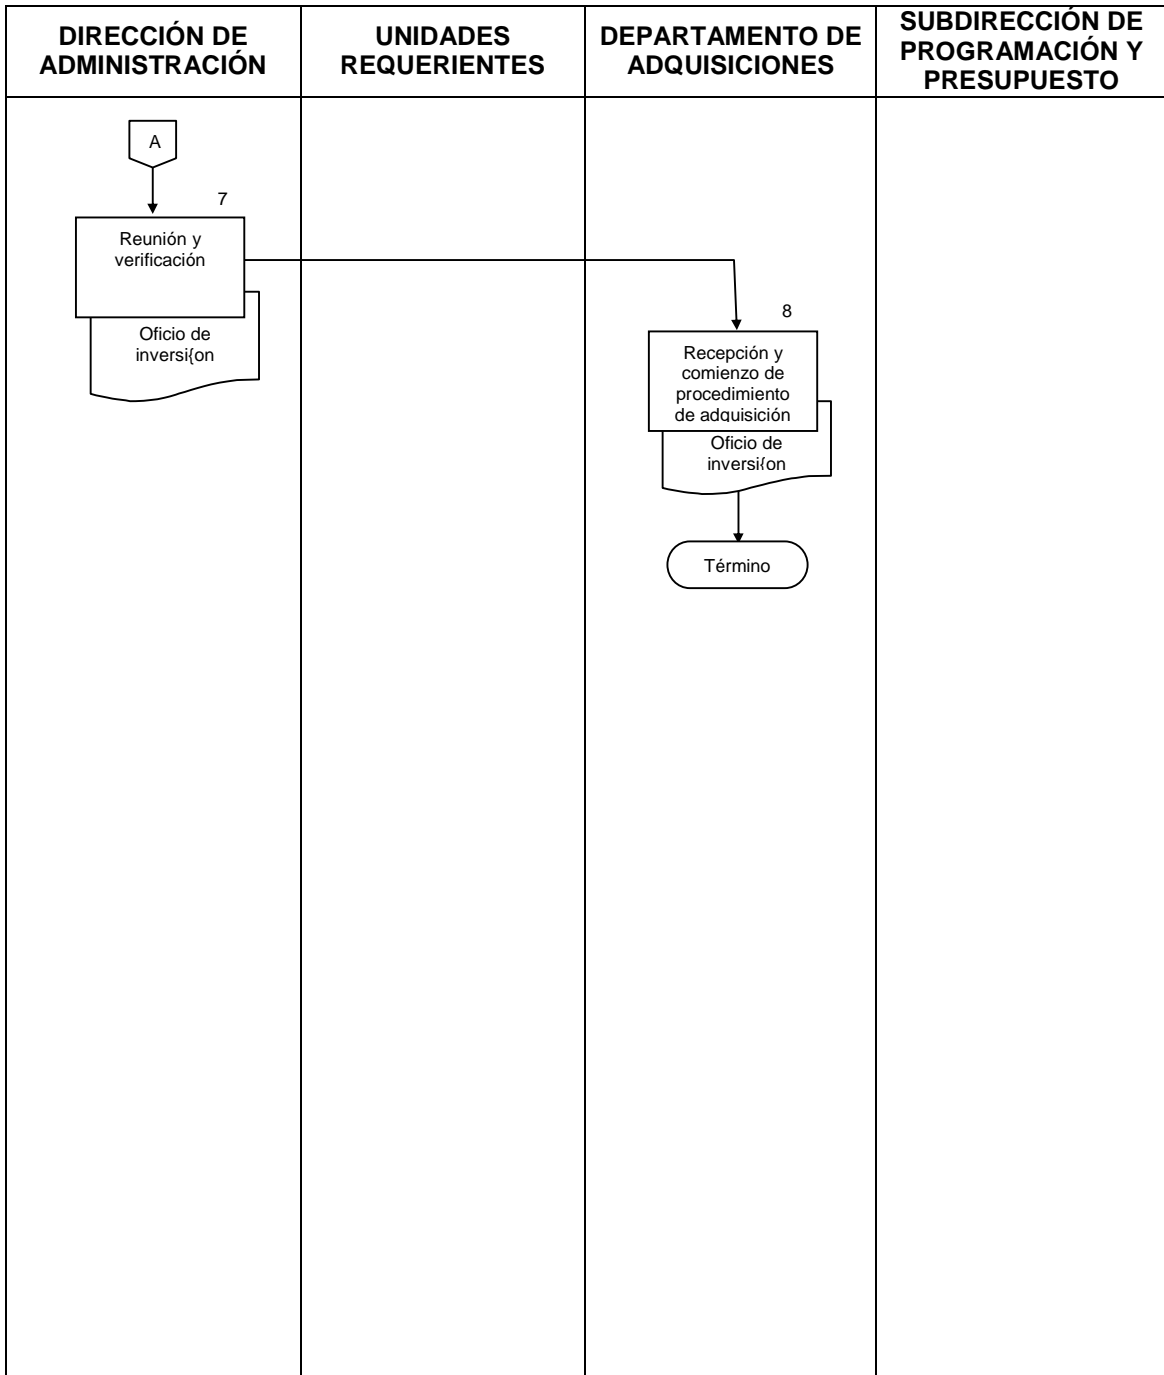 DIRECCIÓN DE
ADMINISTRACIÓN
UNIDADES
REQUERIENTES
DEPARTAMENTO DE
ADQUISICIONES
SUBDIRECCIÓN DE
PROGRAMACIÓN Y
PRESUPUESTO
A
7
Reunión y
verificación
Oficio de
inversi{on
8
Recepción y
comienzo de
procedimiento
de adquisición
Oficio de
inversi{on
Término